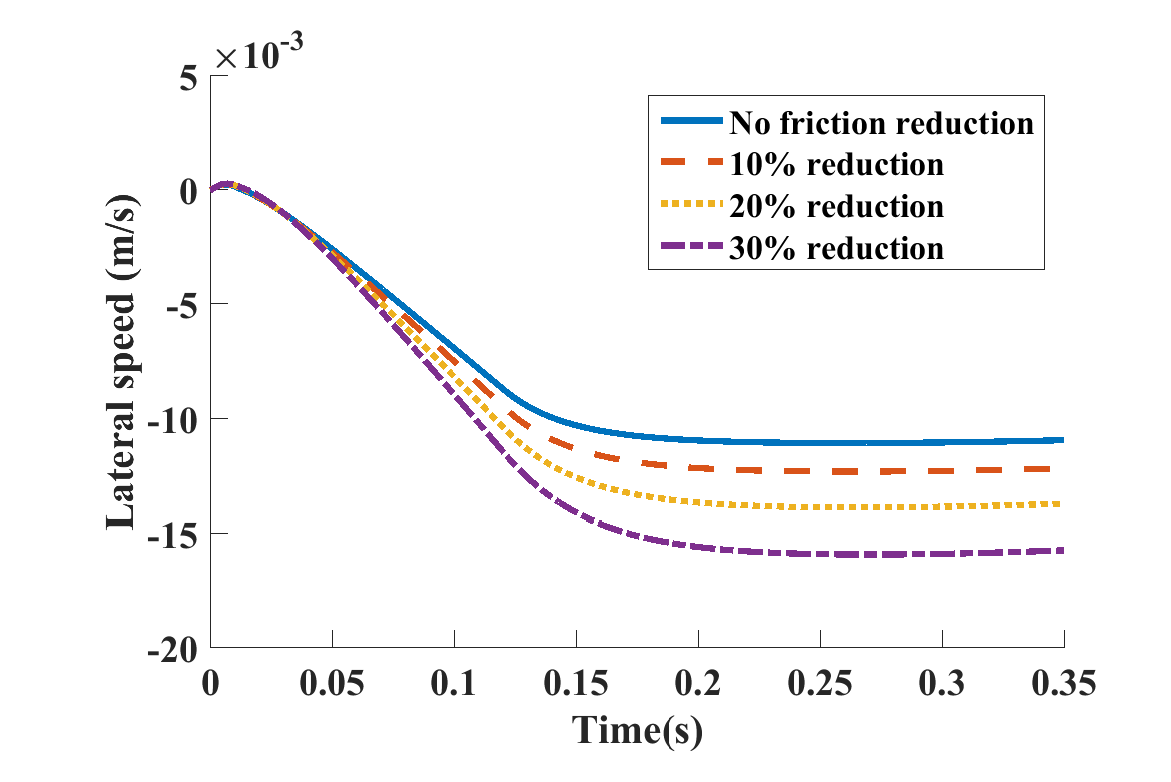 ×10-3
5
0
-5
-10
-15
-20
Lateral speed (m/s)
No friction reduction
10% reduction
20% reduction
30% reduction
0 0.05 0.1 0.15 0.2 0.25 0.3 0.35
Time(s)